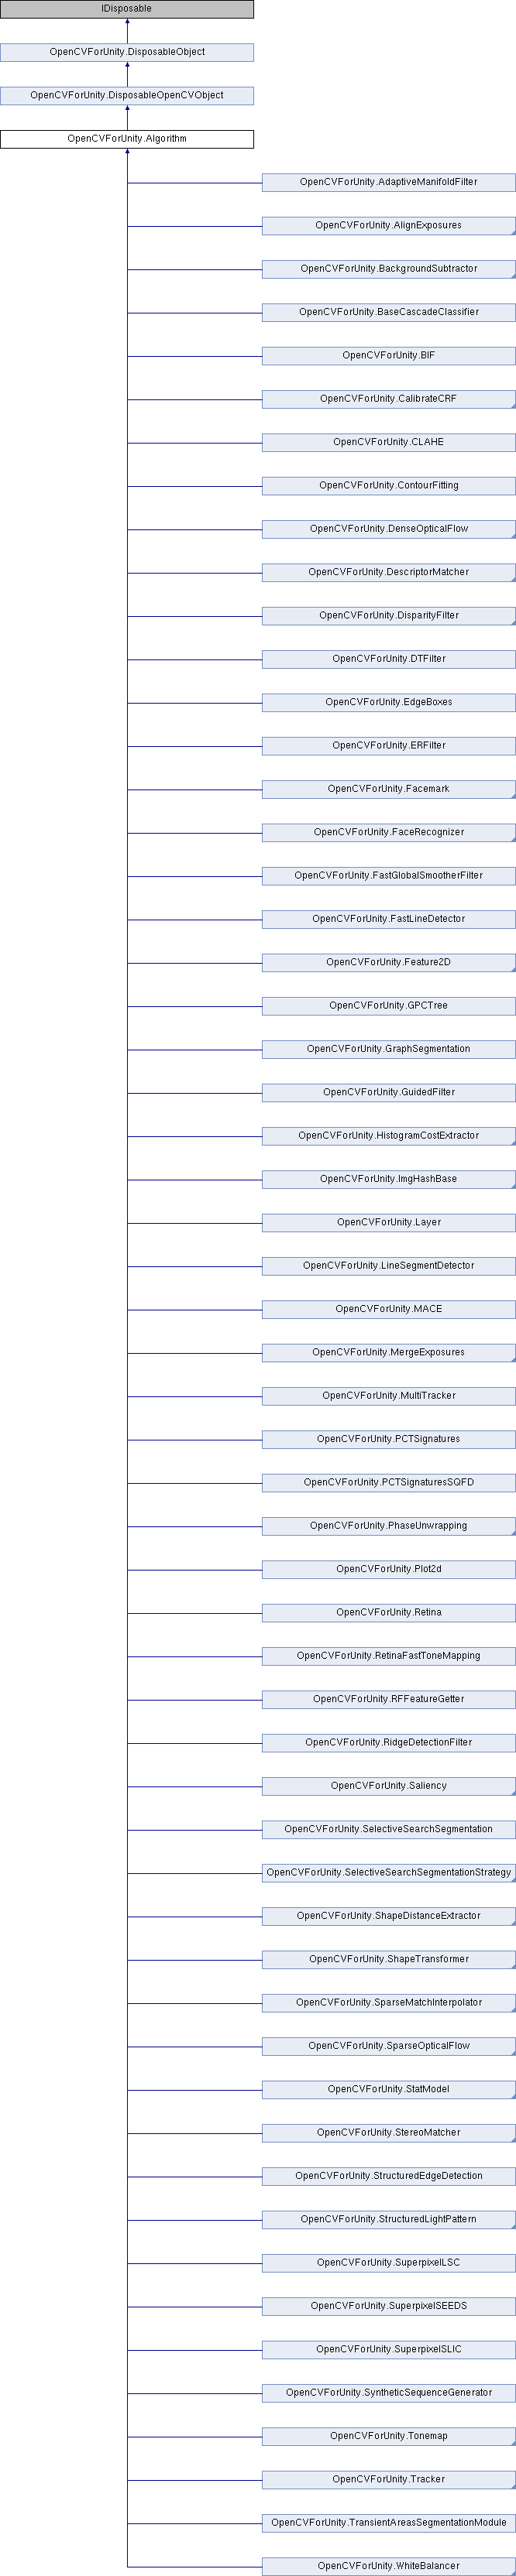 IDisposable
OpenCVForUnity.DisposableObject
OpenCVForUnity.DisposableOpenCVObject
OpenCVForUnity.Algorithm
OpenCVForUnity.AdaptiveManifoldFilter
OpenCVForUnity.AlignExposures
OpenCVForUnity.BackgroundSubtractor
OpenCVForUnity.BaseCascadeClassifier
OpenCVForUnity.BIF
OpenCVForUnity.CalibrateCRF
OpenCVForUnity.CLAHE
OpenCVForUnity.ContourFitting
OpenCVForUnity.DenseOpticalFlow
OpenCVForUnity.DescriptorMatcher
OpenCVForUnity.DisparityFilter
OpenCVForUnity.DTFilter
OpenCVForUnity.EdgeBoxes
OpenCVForUnity.ERFilter
OpenCVForUnity.Facemark
OpenCVForUnity.FaceRecognizer
OpenCVForUnity.FastGlobalSmootherFilter
OpenCVForUnity.FastLineDetector
OpenCVForUnity.Feature2D
OpenCVForUnity.GPCTree
OpenCVForUnity.GraphSegmentation
OpenCVForUnity.GuidedFilter
OpenCVForUnity.HistogramCostExtractor
OpenCVForUnity.ImgHashBase
OpenCVForUnity.Layer
OpenCVForUnity.LineSegmentDetector
OpenCVForUnity.MACE
OpenCVForUnity.MergeExposures
OpenCVForUnity.MultiTracker
OpenCVForUnity.PCTSignatures
OpenCVForUnity.PCTSignaturesSQFD
OpenCVForUnity.PhaseUnwrapping
OpenCVForUnity.Plot2d
OpenCVForUnity.Retina
OpenCVForUnity.RetinaFastToneMapping
OpenCVForUnity.RFFeatureGetter
OpenCVForUnity.RidgeDetectionFilter
OpenCVForUnity.Saliency
OpenCVForUnity.SelectiveSearchSegmentation
OpenCVForUnity.SelectiveSearchSegmentationStrategy
OpenCVForUnity.ShapeDistanceExtractor
OpenCVForUnity.ShapeTransformer
OpenCVForUnity.SparseMatchInterpolator
OpenCVForUnity.SparseOpticalFlow
OpenCVForUnity.StatModel
OpenCVForUnity.StereoMatcher
OpenCVForUnity.StructuredEdgeDetection
OpenCVForUnity.StructuredLightPattern
OpenCVForUnity.SuperpixelLSC
OpenCVForUnity.SuperpixelSEEDS
OpenCVForUnity.SuperpixelSLIC
OpenCVForUnity.SyntheticSequenceGenerator
OpenCVForUnity.Tonemap
OpenCVForUnity.Tracker
OpenCVForUnity.TransientAreasSegmentationModule
OpenCVForUnity.WhiteBalancer